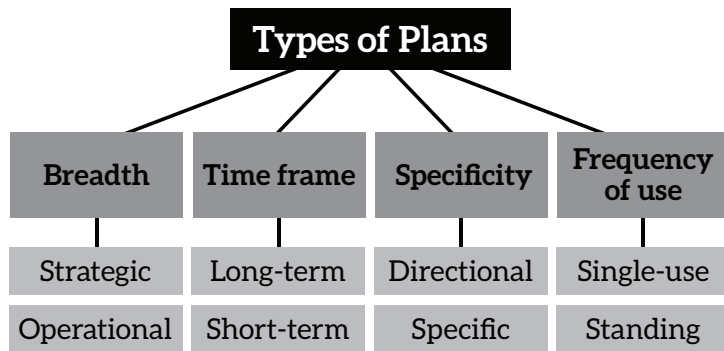 Types of Plans
Breadth
Time frame
Specificity
Frequency
of use
Strategic
Long-term
Directional
Single-use
Operational
Short-term
Specific
Standing